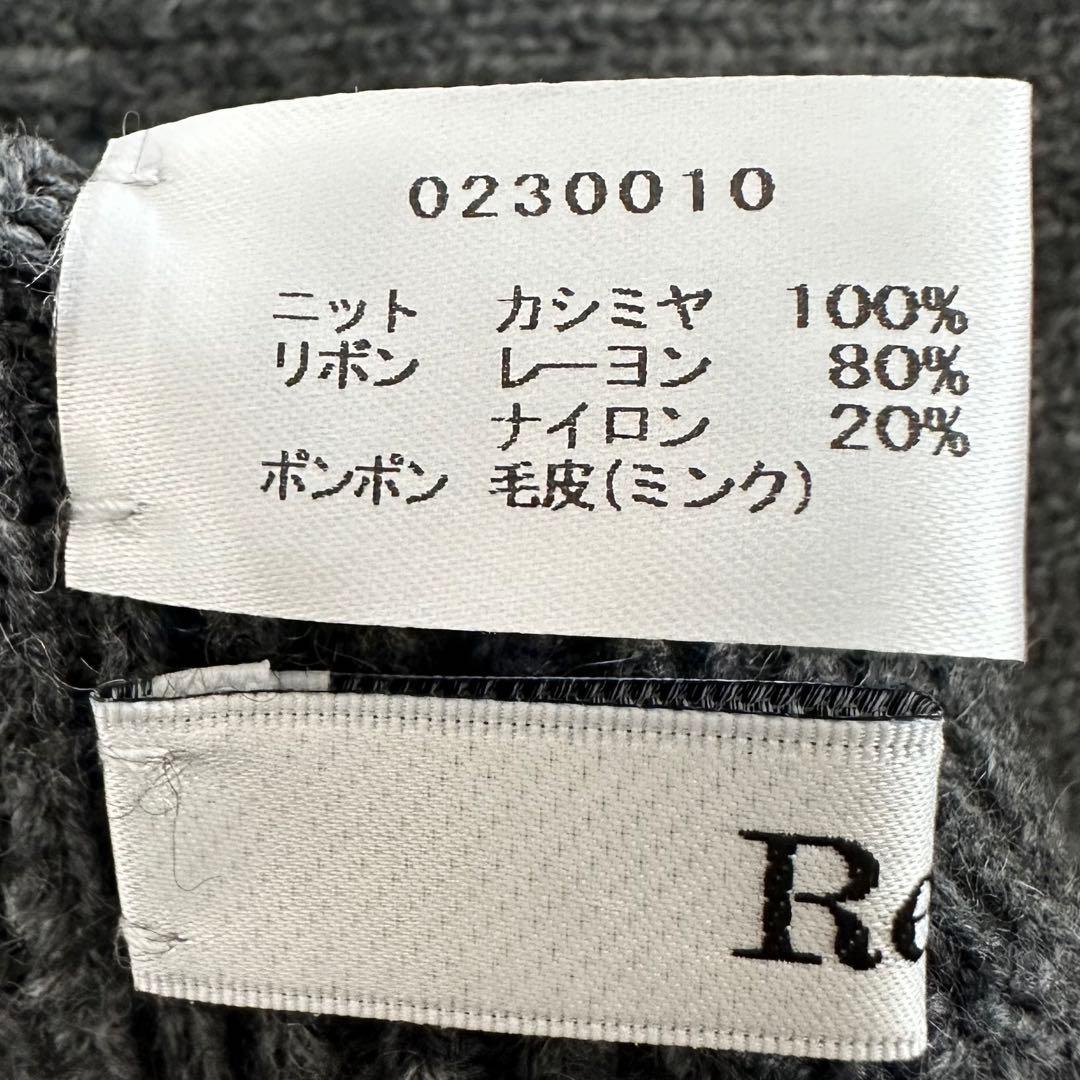 0230010
ニット カシミヤ 100%
リボン レーヨン 80%
ナイロン 20%
ポンポン 毛皮(ミンク)
Re